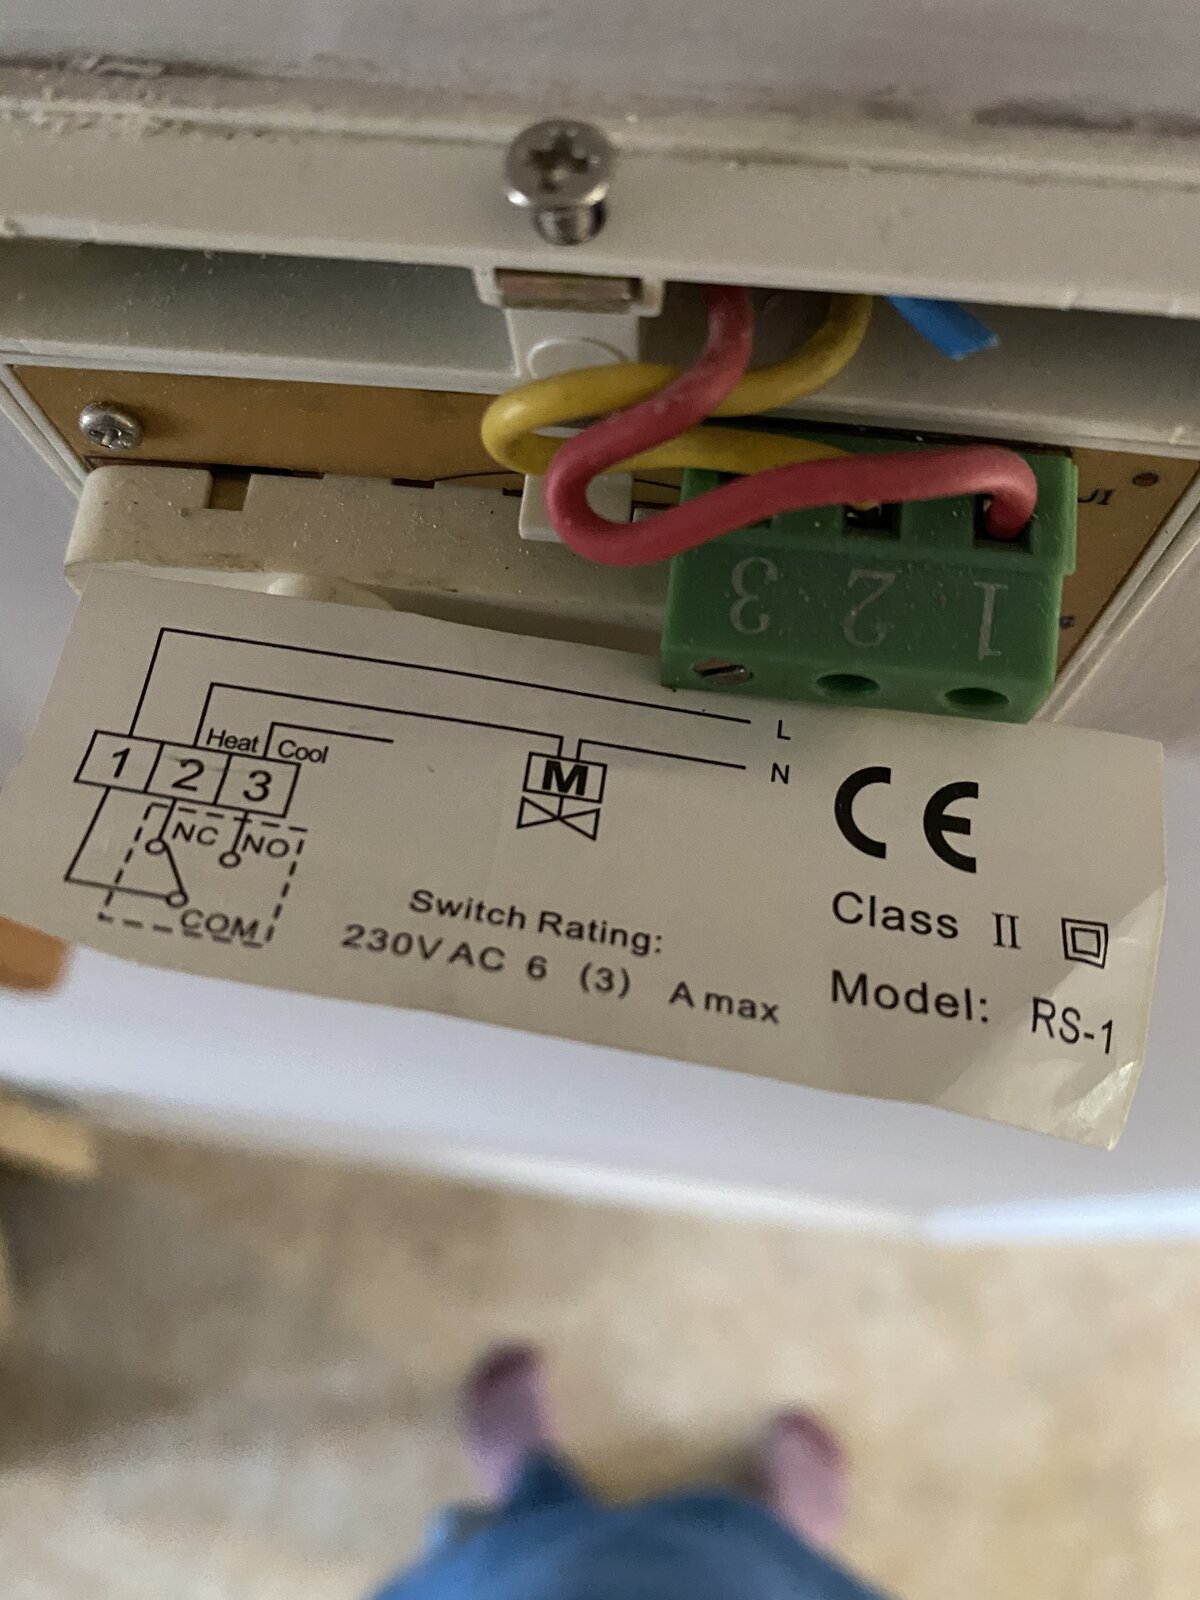 J1
3 2 1
L
Heat Cool
N
1 2 3
M
NC NO
COM
CE
Switch Rating:
230V AC 6 (3) A max
Class II
Model: RS-1